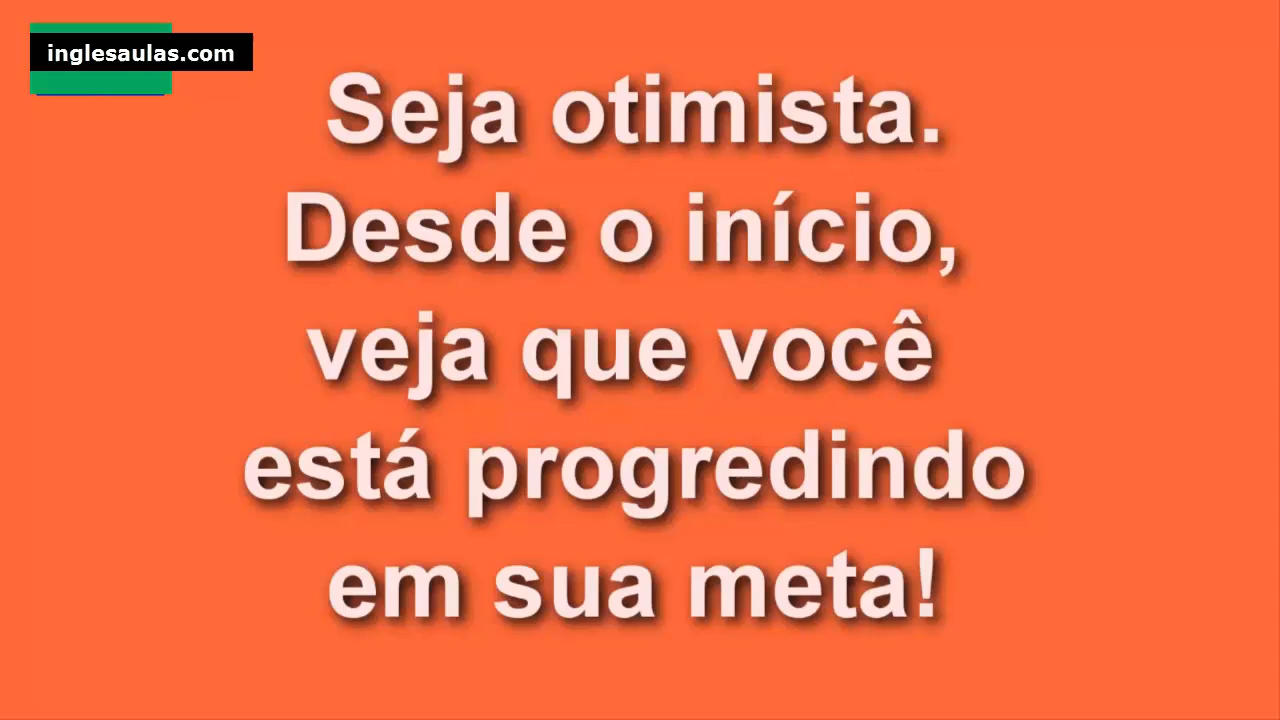 inglesaulas.com
Seja otimista.
Desde o início,
veja que você
está progredindo
em sua meta!